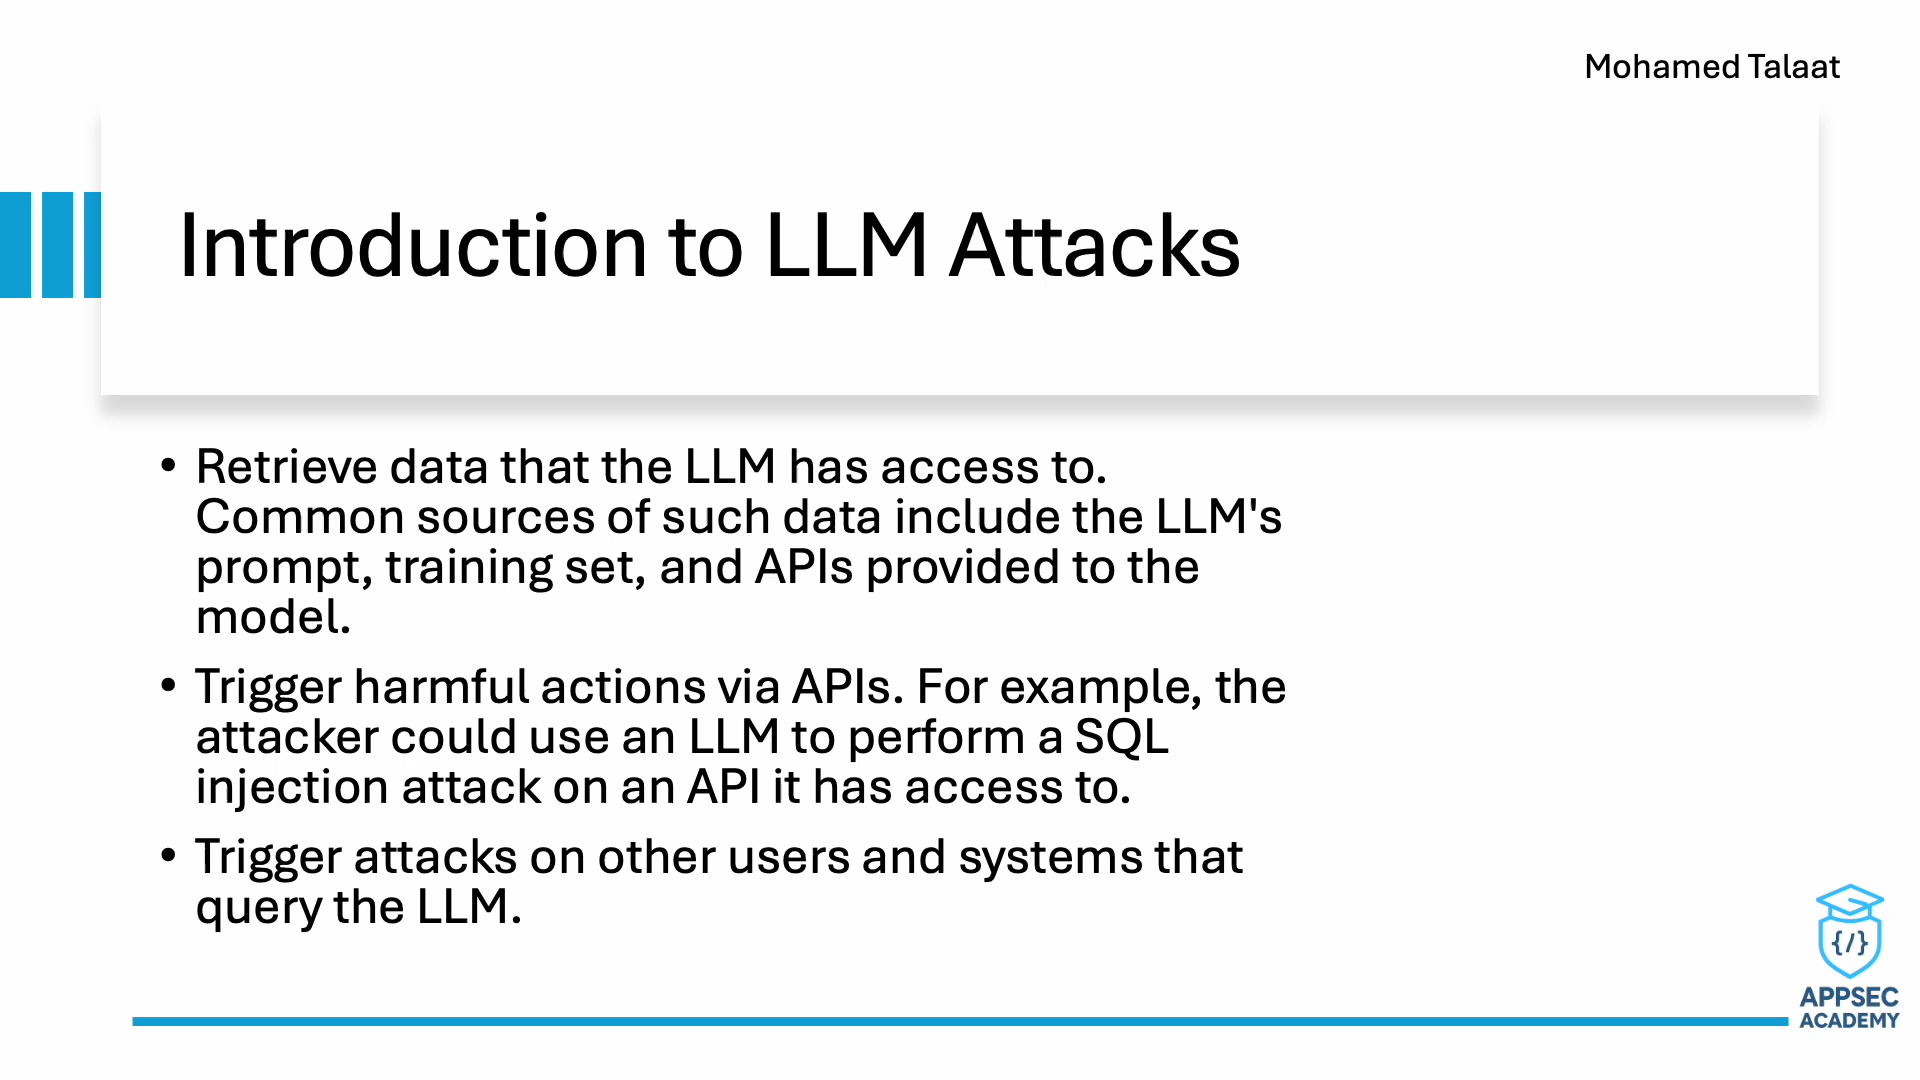 Mohamed Talaat
Introduction to LLM Attacks
• Retrieve data that the LLM has access to.
Common sources of such data include the LLM's
prompt, training set, and APIs provided to the
model.
• Trigger harmful actions via APIs. For example, the
attacker could use an LLM to perform a SQL
injection attack on an API it has access to.
• Trigger attacks on other users and systems that
query the LLM.
{/}
APPSEC
ACADEMY